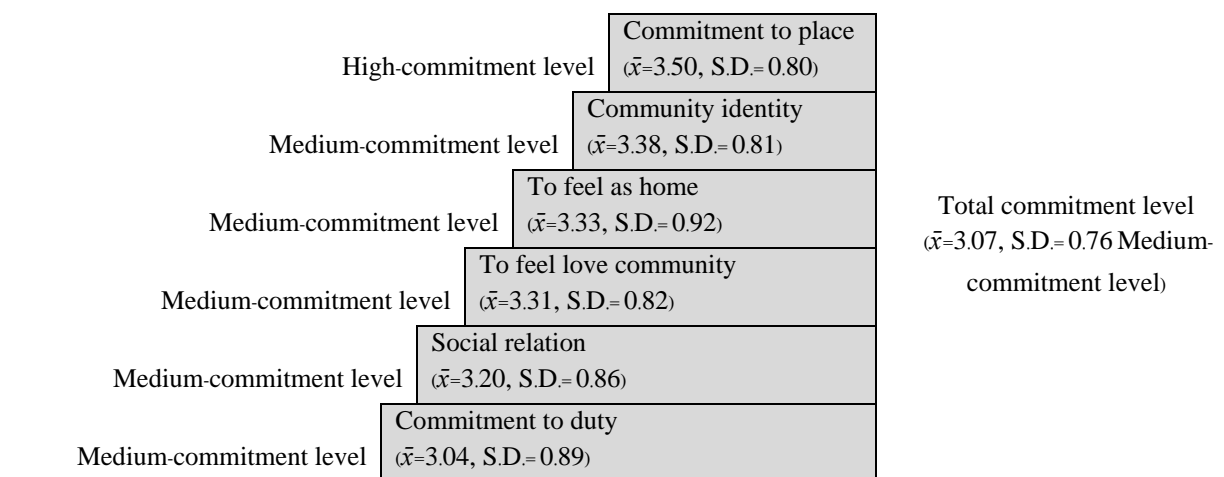 Commitment to place
High-commitment level
(x̄=3.50, S.D.= 0.80)
Community identity
Medium-commitment level
(x̄=3.38, S.D.= 0.81)
To feel as home
Medium-commitment level
(x̄=3.33, S.D.= 0.92)
To feel love community
Medium-commitment level
(x̄=3.31, S.D.= 0.82)
Social relation
Medium-commitment level
(x̄=3.20, S.D.= 0.86)
Commitment to duty
Medium-commitment level
(x̄=3.04, S.D.= 0.89)
Total commitment level
(x̄=3.07, S.D.= 0.76 Medium-
commitment level)